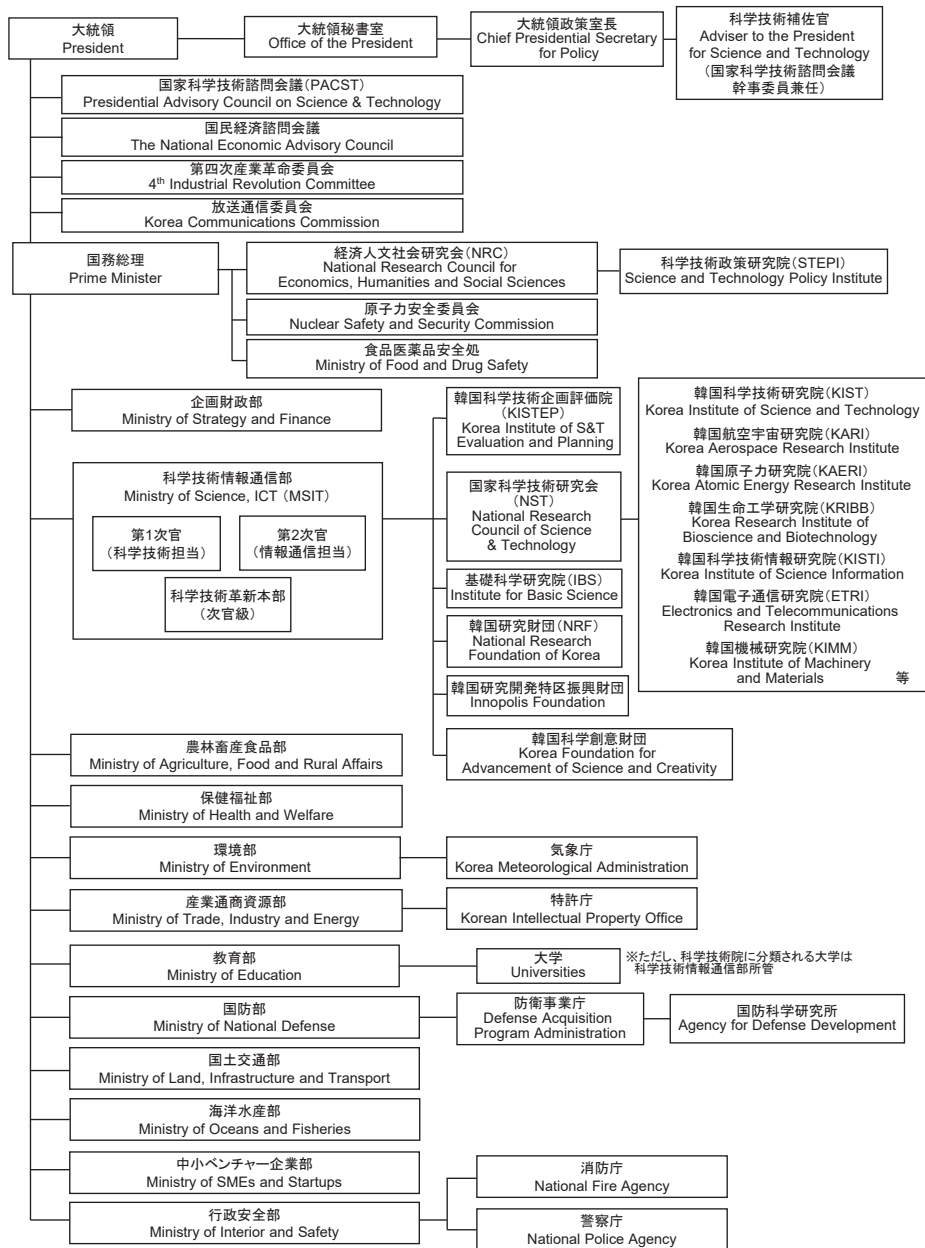 大統領
President
大統領秘書室
Office of the President
大統領政策室長
Chief Presidential Secretary
for Policy
科学技術補佐官
Adviser to the President
for Science and Technology
(国家科学技術諮問会議
幹事委員兼任)
国家科学技術諮問会議(PACST)
Presidential Advisory Council on Science & Technology
国民経済諮問会議
The National Economic Advisory Council
第四次産業革命委員会
4th Industrial Revolution Committee
放送通信委員会
Korea Communications Commission
国務総理
Prime Minister
経済人文社会研究会(NRC)
National Research Council for
Economics, Humanities and Social Sciences
科学技術政策研究院(STEPI)
Science and Technology Policy Institute
原子力安全委員会
Nuclear Safety and Security Commission
食品医薬品安全処
Ministry of Food and Drug Safety
企画財政部
Ministry of Strategy and Finance
科学技術情報通信部
Ministry of Science, ICT (MSIT)
第1次官
(科学技術担当)
第2次官
(情報通信担当)
科学技術革新本部
(次官級)
韓国科学技術企画評価院
(KISTEP)
Korea Institute of S&T
Evaluation and Planning
国家科学技術研究会
(NST)
National Research
Council of Science
& Technology
基礎科学研究院(IBS)
Institute for Basic Science
韓国研究財団(NRF)
National Research
Foundation of Korea
韓国研究開発特区振興財団
Innopolis Foundation
韓国科学創意財団
Korea Foundation for
Advancement of Science and Creativity
韓国科学技術研究院(KIST)
Korea Institute of Science and Technology
韓国航空宇宙研究院(KARI)
Korea Aerospace Research Institute
韓国原子力研究院(KAERI)
Korea Atomic Energy Research Institute
韓国生命工学研究院(KRIBB)
Korea Research Institute of
Bioscience and Biotechnology
韓国科学技術情報研究院(KISTI)
Korea Institute of Science Information
韓国電子通信研究院(ETRI)
Electronics and Telecommunications
Research Institute
韓国機械研究院(KIMM)
Korea Institute of Machinery
and Materials 等
農林畜産食品部
Ministry of Agriculture, Food and Rural Affairs
保健福祉部
Ministry of Health and Welfare
環境部
Ministry of Environment
気象庁
Korea Meteorological Administration
産業通商資源部
Ministry of Trade, Industry and Energy
特許庁
Korean Intellectual Property Office
教育部
Ministry of Education
大学
Universities
※ただし、科学技術院に分類される大学は
科学技術情報通信部所管
国防部
Ministry of National Defense
防衛事業庁
Defense Acquisition
Program Administration
国防科学研究所
Agency for Defense Development
国土交通部
Ministry of Land, Infrastructure and Transport
海洋水産部
Ministry of Oceans and Fisheries
中小ベンチャー企業部
Ministry of SMEs and Startups
行政安全部
Ministry of Interior and Safety
消防庁
National Fire Agency
警察庁
National Police Agency